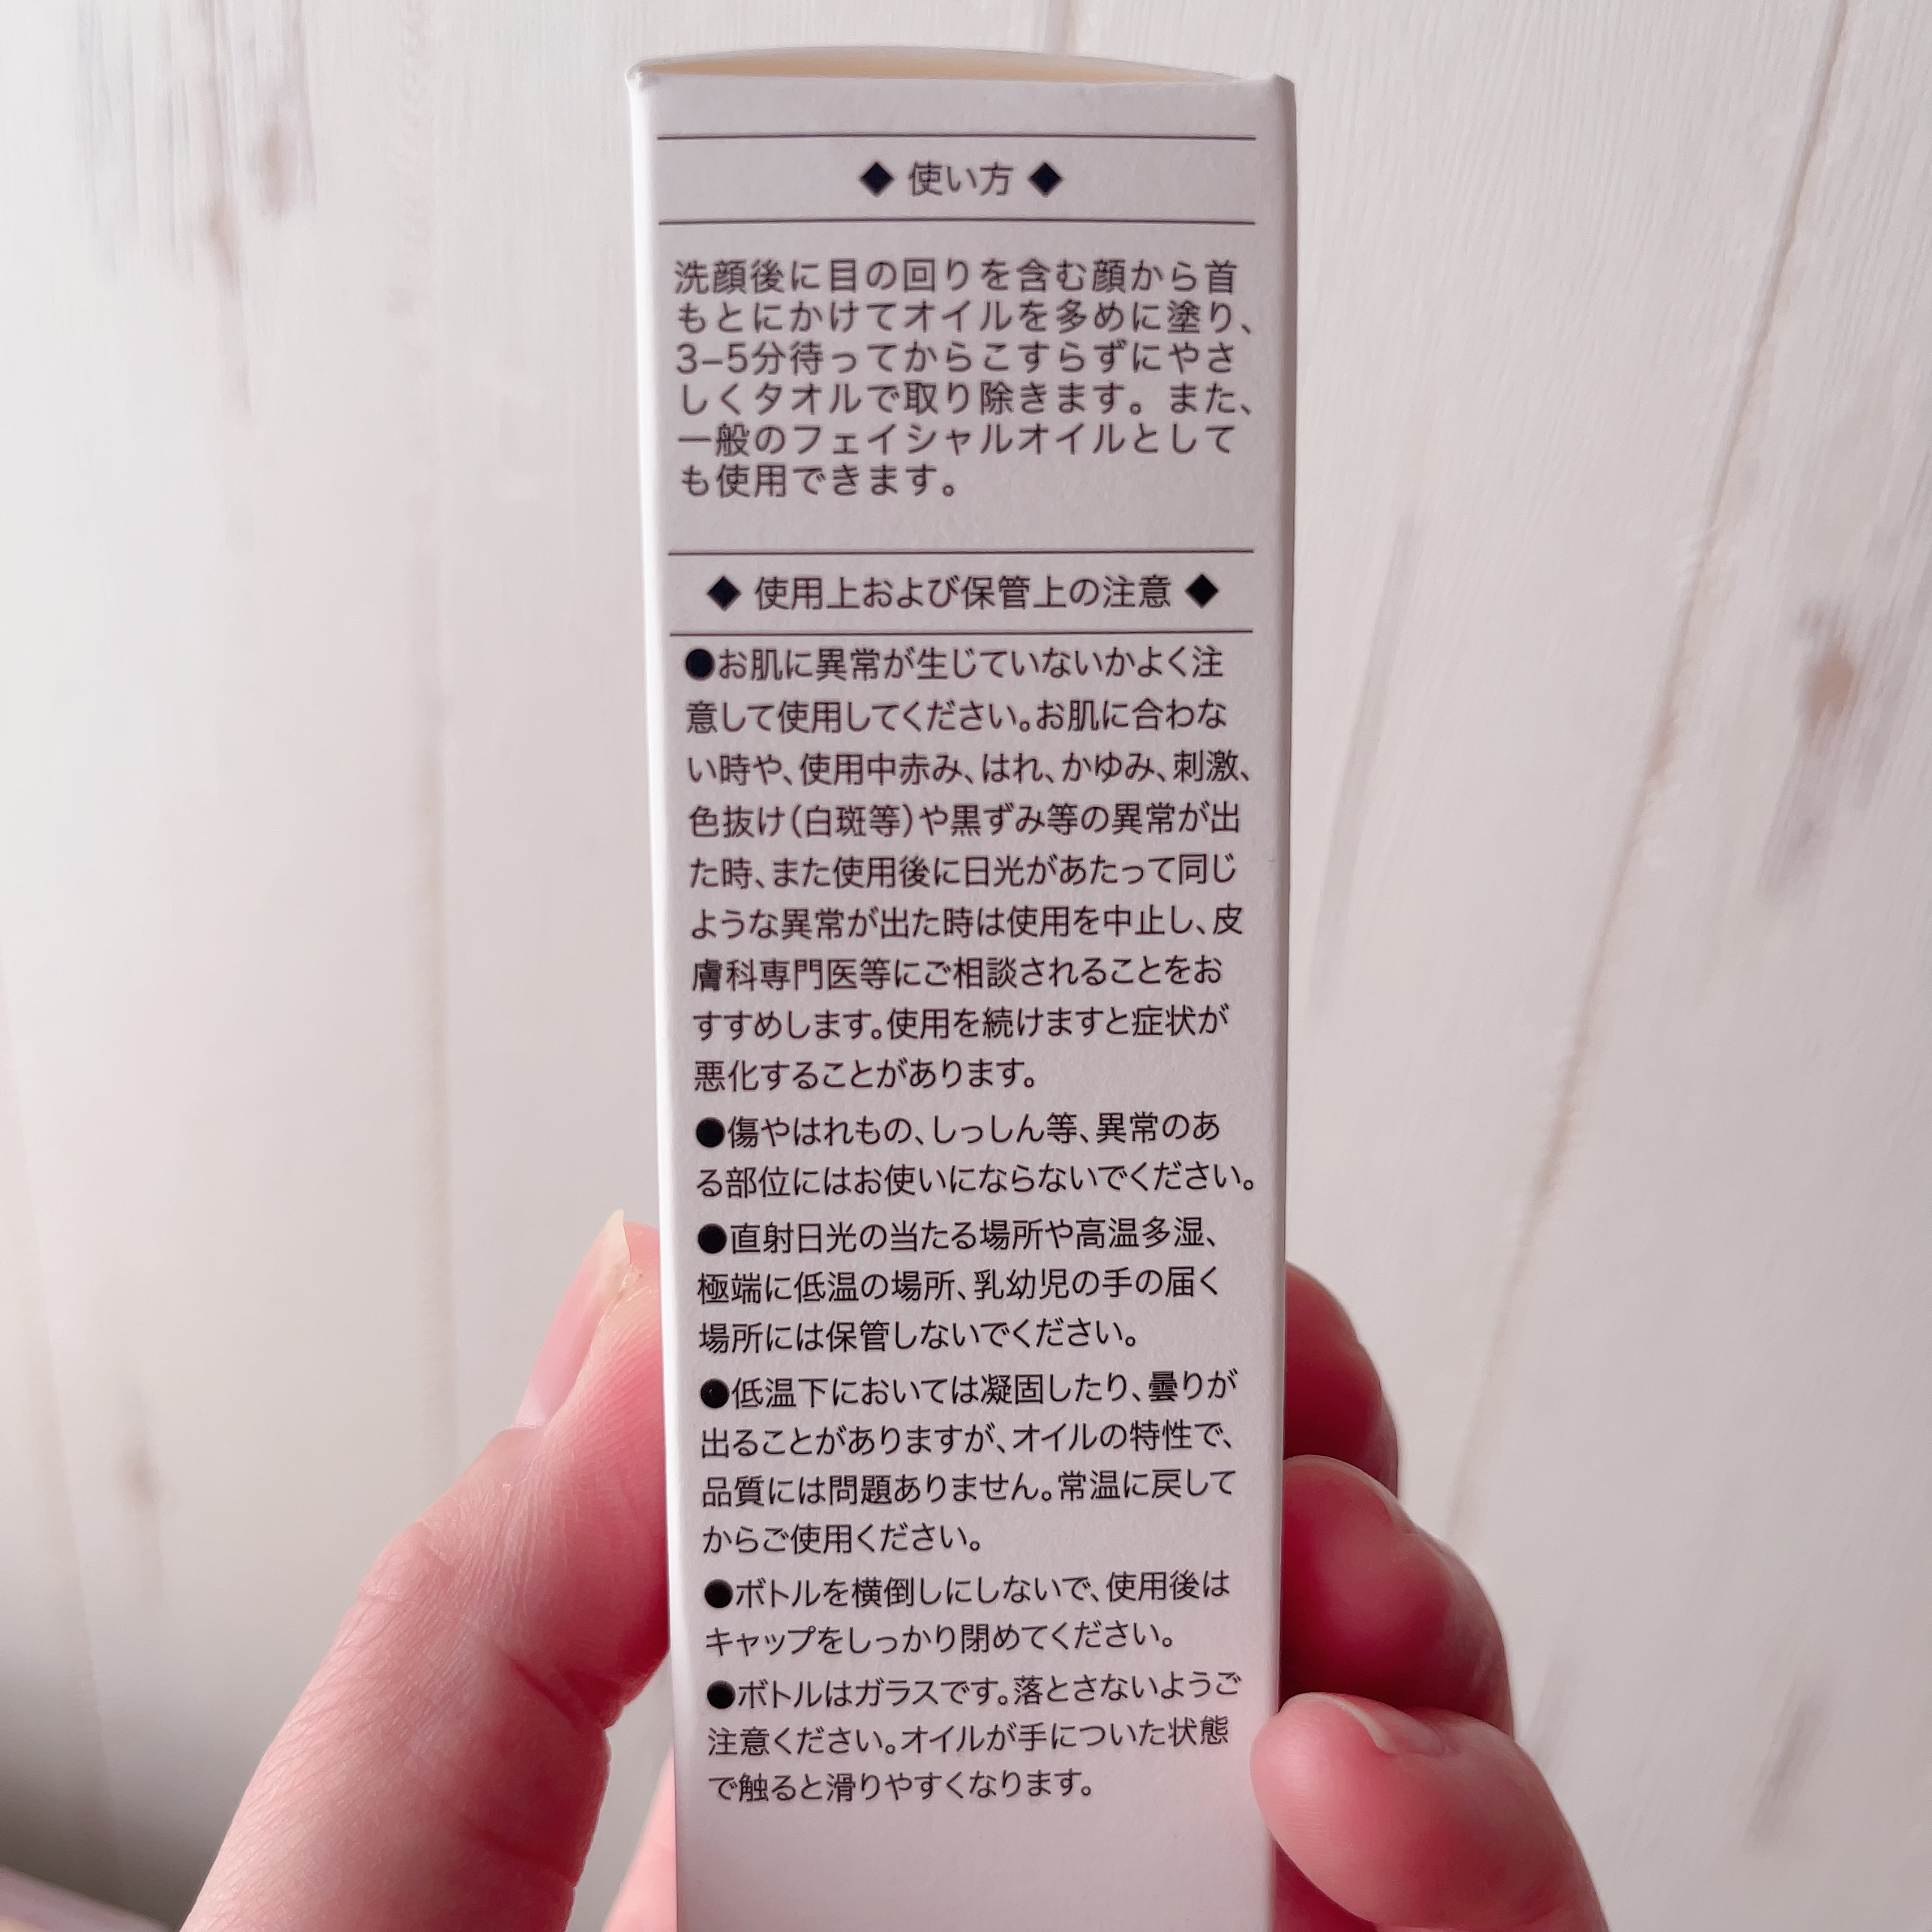 ◆ 使い方 ◆
洗顔後に目の回りを含む顔から首
もとにかけてオイルを多めに塗り、
3–5分待ってからこすらずにやさ
しくタオルで取り除きます。また、
一般のフェイシャルオイルとして
も使用できます。
◆ 使用上および保管上の注意 ◆
●お肌に異常が生じていないかよく注
意して使用してください。お肌に合わな
い時や、使用中赤み、はれ、かゆみ、刺激、
色抜け(白斑等)や黒ずみ等の異常が出
た時、また使用後に日光があたって同じ
ような異常が出た時は使用を中止し、皮
膚科専門医等にご相談されることをお
すすめします。使用を続けますと症状が
悪化することがあります。
●傷やはれもの、しっしん等、異常のあ
る部位にはお使いにならないでください。
●直射日光の当たる場所や高温多湿、
極端に低温の場所、乳幼児の手の届く
場所には保管しないでください。
●低温下においては凝固したり、曇りが
出ることがありますが、オイルの特性で、
品質には問題ありません。常温に戻して
からご使用ください。
●ボトルを横倒しにしないで、使用後は
キャップをしっかり閉めてください。
●ボトルはガラスです。落とさないようご
注意ください。オイルが手についた状態
で触ると滑りやすくなります。